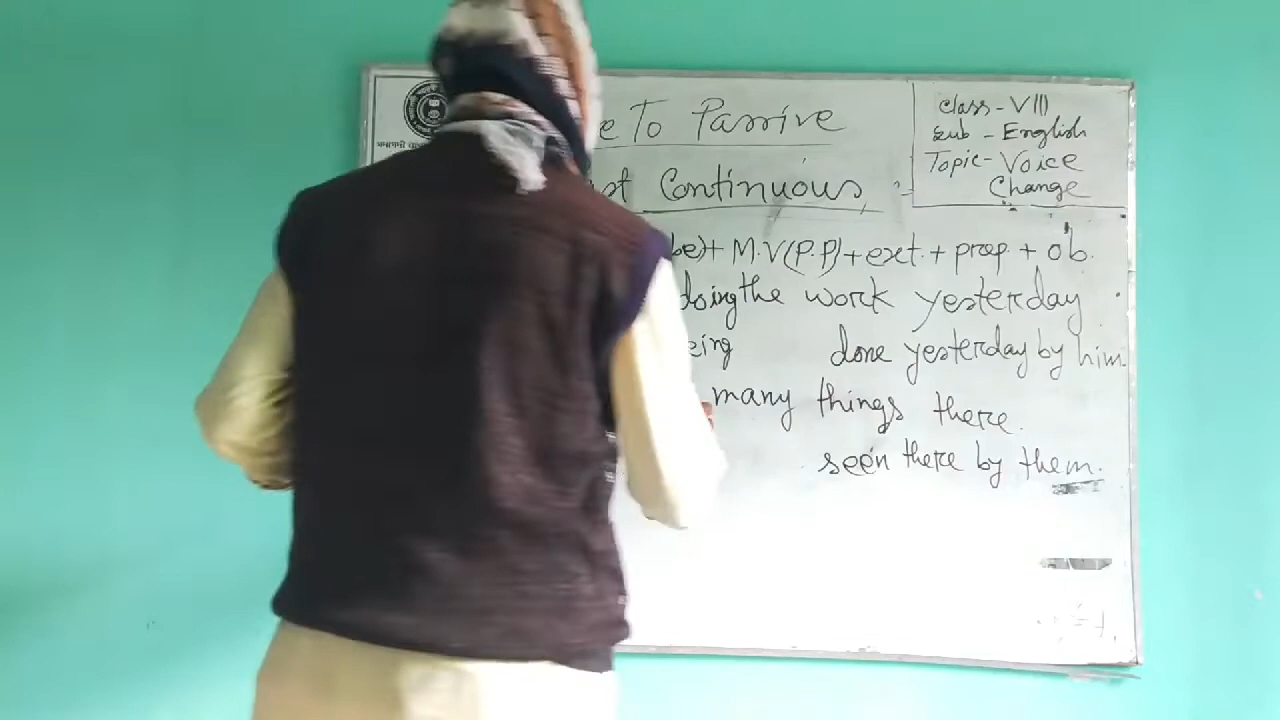 e To Passive
st Continuous
Class - VIII
Sub - English
Topic - Voice
Change
be) + M.V (P.P) + ext. + prep + ob.
doing the work yesterday.
eing done yesterday by him.
many things there.
seen there by them.